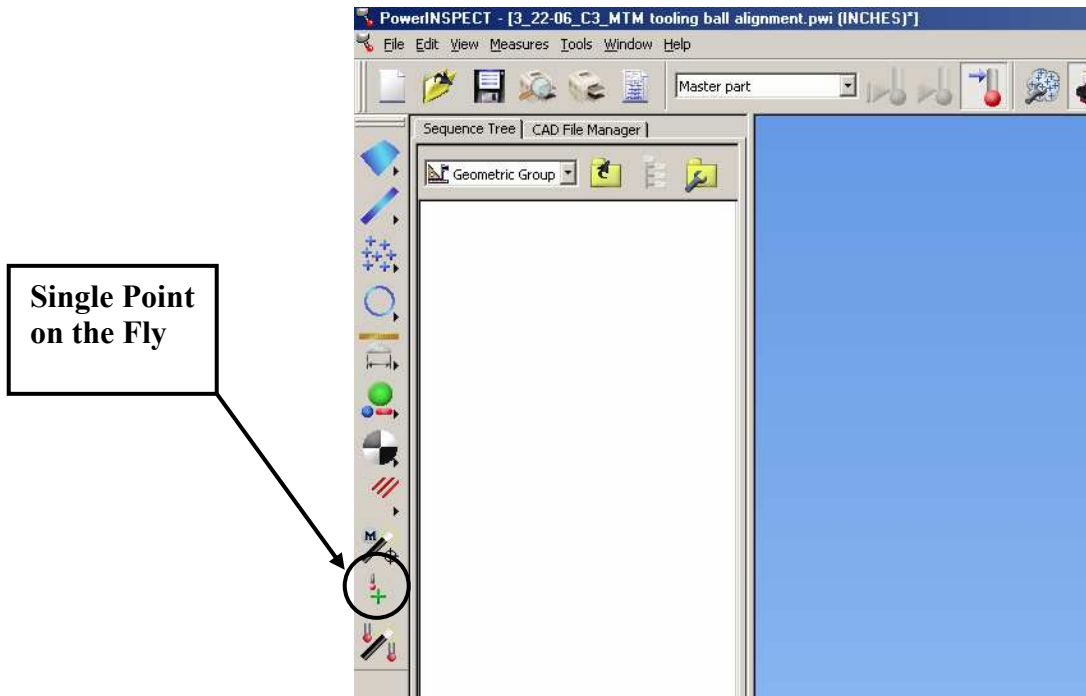 PowerINSPECT - [3_22-06_C3_MTM tooling ball alignment.pwi (INCHES)*]
File Edit View Measures Tools Window Help
Master part
Sequence Tree CAD File Manager
Geometric Group
Single Point
on the Fly
M